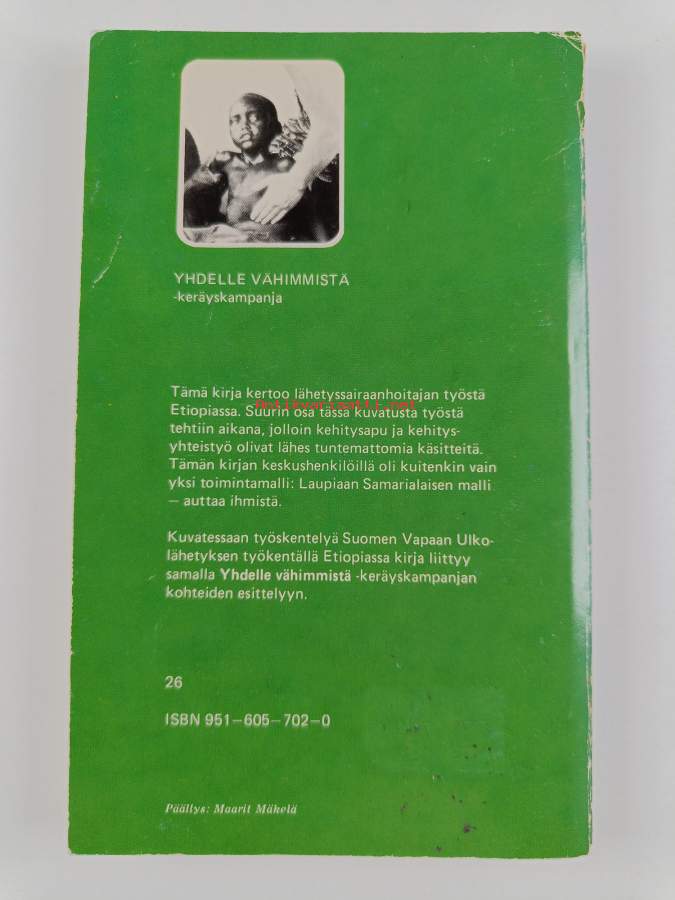 YHDELLE VÄHIMMISTÄ
-keräyskampanja
Tämä kirja kertoo lähetyssairaanhoitajan työstä
Etiopiassa. Suurin osa tässä kuvatusta työstä
Antikvariaatti.net
tehtiin aikana, jolloin kehitysapu ja kehitys-
yhteistyö olivat lähes tuntemattomia käsitteitä.
Tämän kirjan keskushenkilöillä oli kuitenkin vain
yksi toimintamalli: Laupiaan Samarialaisen malli
— auttaa ihmistä.
Kuvatessaan työskentelyä Suomen Vapaan Ulko-
lähetyksen työkentällä Etiopiassa kirja liittyy
samalla Yhdelle vähimmistä -keräyskampanjan
kohteiden esittelyyn.
26
ISBN 951—605—702—0
Päällys: Maarit Mäkelä